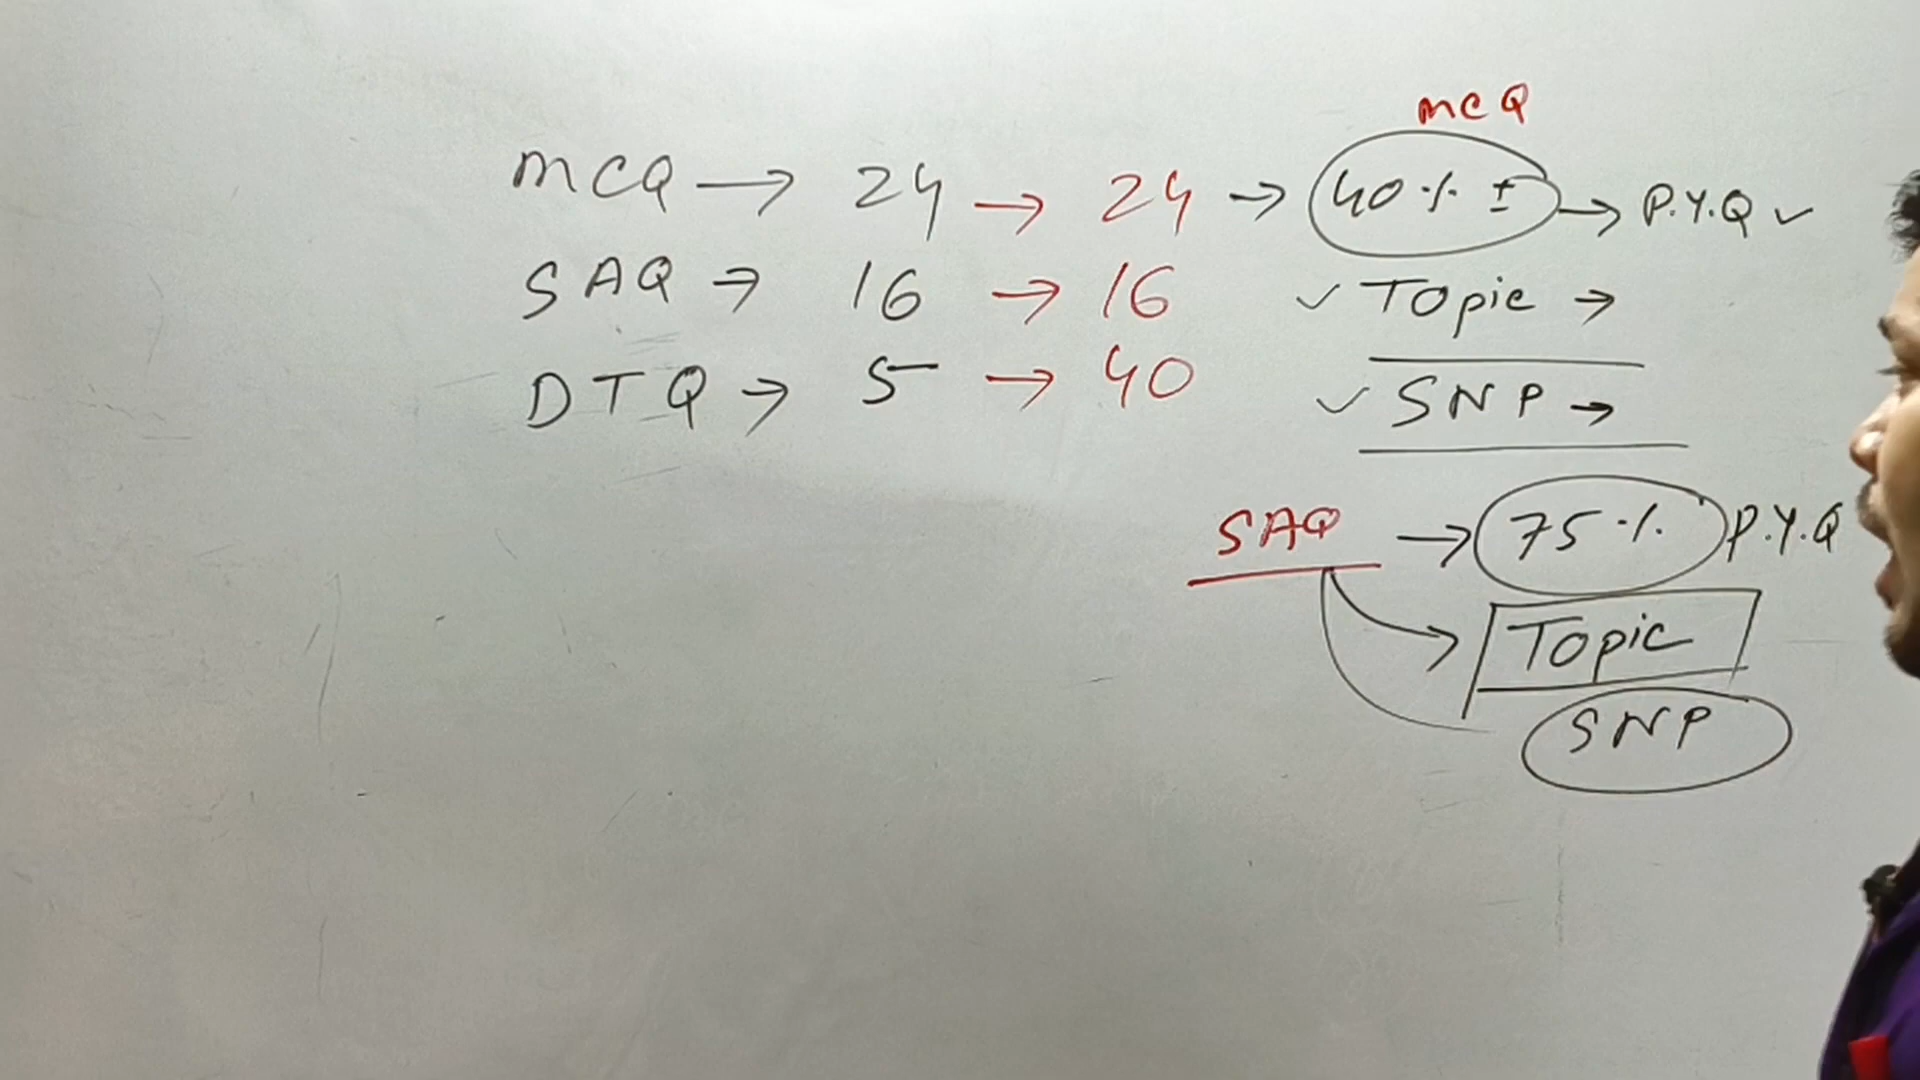 MCQ
MCQ → 24 → 24 → 40% ± → P.Y.Q ✓
SAQ → 16 → 16 ✓ Topic →
DTQ → 5 → 40 ✓ SNP →
SAQ → 75% P.Y.Q
Topic
SNP